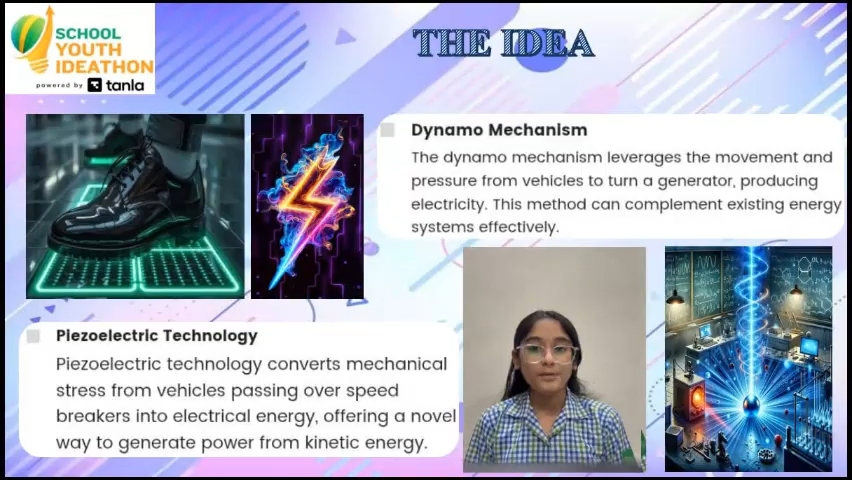 SCHOOL
YOUTH
IDEATHON
powered by tanla
THE IDEA
Dynamo Mechanism
The dynamo mechanism leverages the movement and
pressure from vehicles to turn a generator, producing
electricity. This method can complement existing energy
systems effectively.
Piezoelectric Technology
Piezoelectric technology converts mechanical
stress from vehicles passing over speed
breakers into electrical energy, offering a novel
way to generate power from kinetic energy.